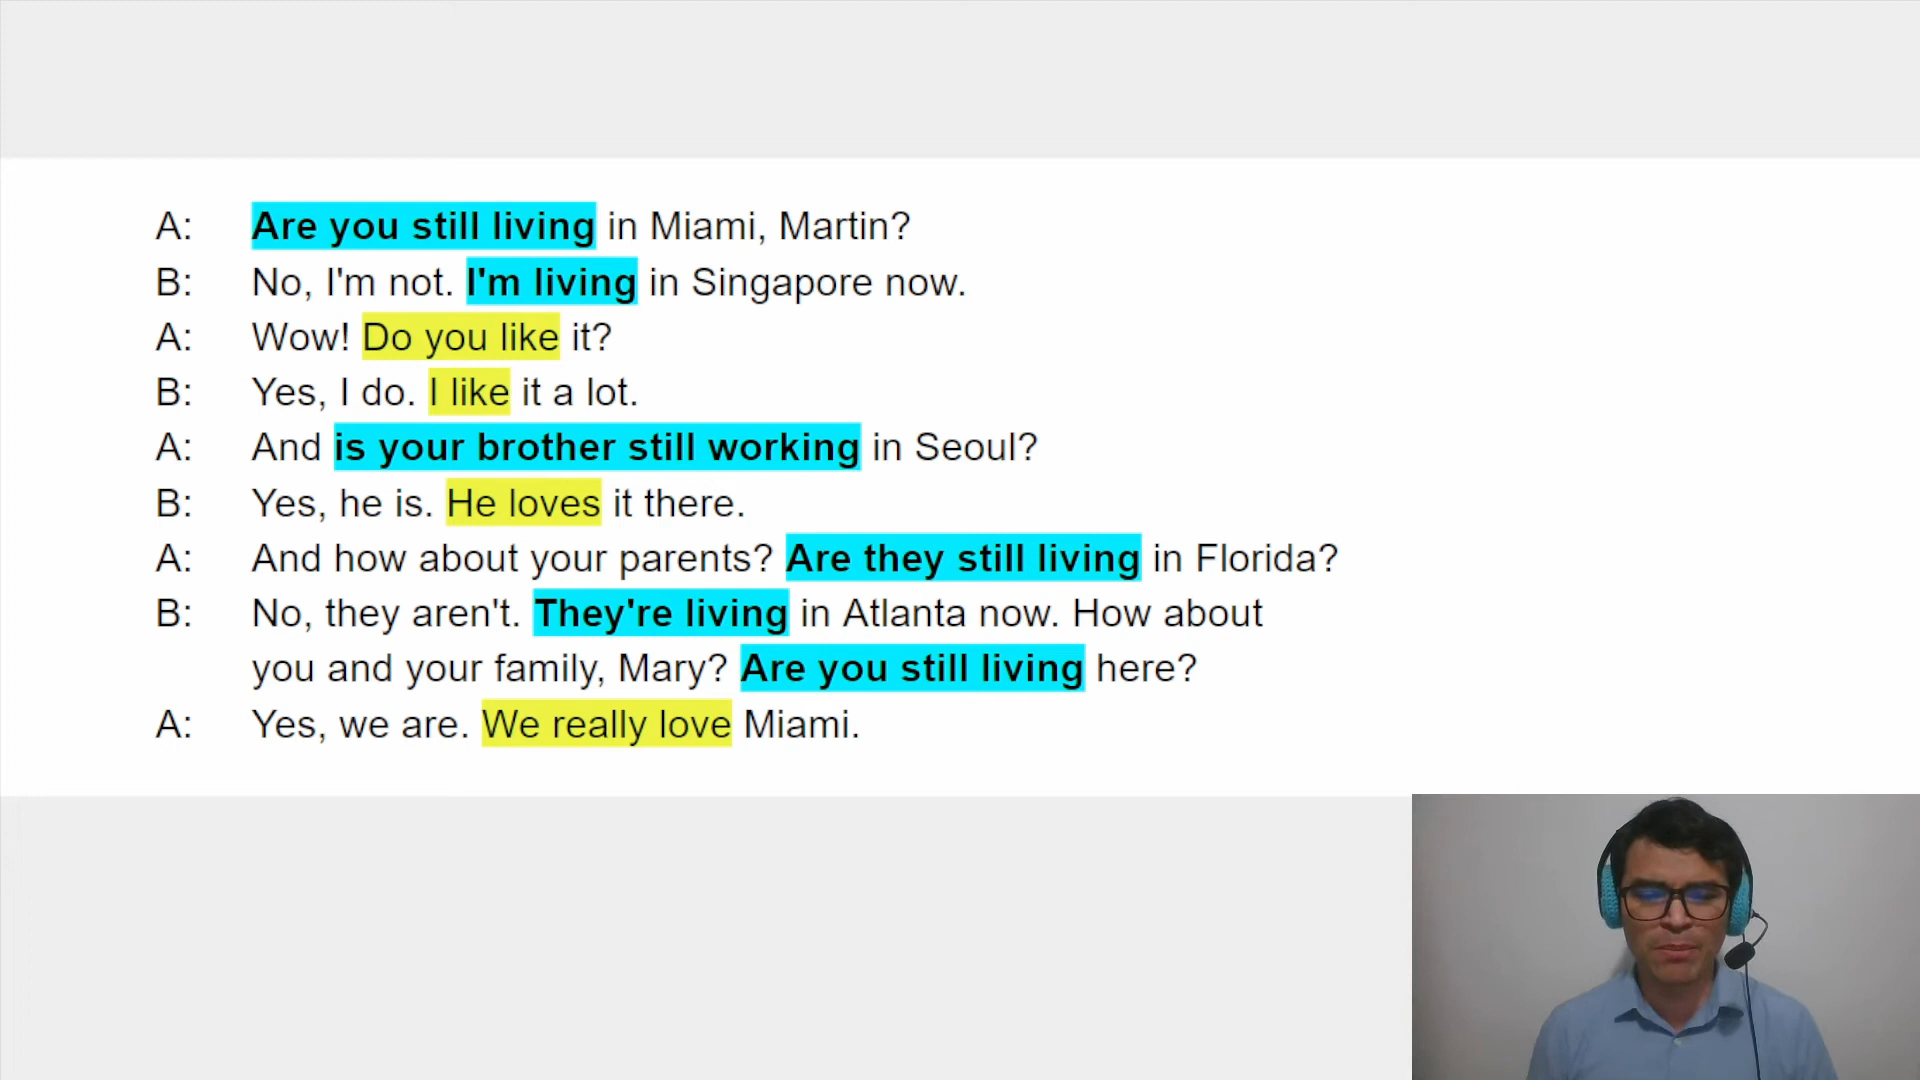 A: Are you still living in Miami, Martin?
B: No, I'm not. I'm living in Singapore now.
A: Wow! Do you like it?
B: Yes, I do. I like it a lot.
A: And is your brother still working in Seoul?
B: Yes, he is. He loves it there.
A: And how about your parents? Are they still living in Florida?
B: No, they aren't. They're living in Atlanta now. How about
you and your family, Mary? Are you still living here?
A: Yes, we are. We really love Miami.